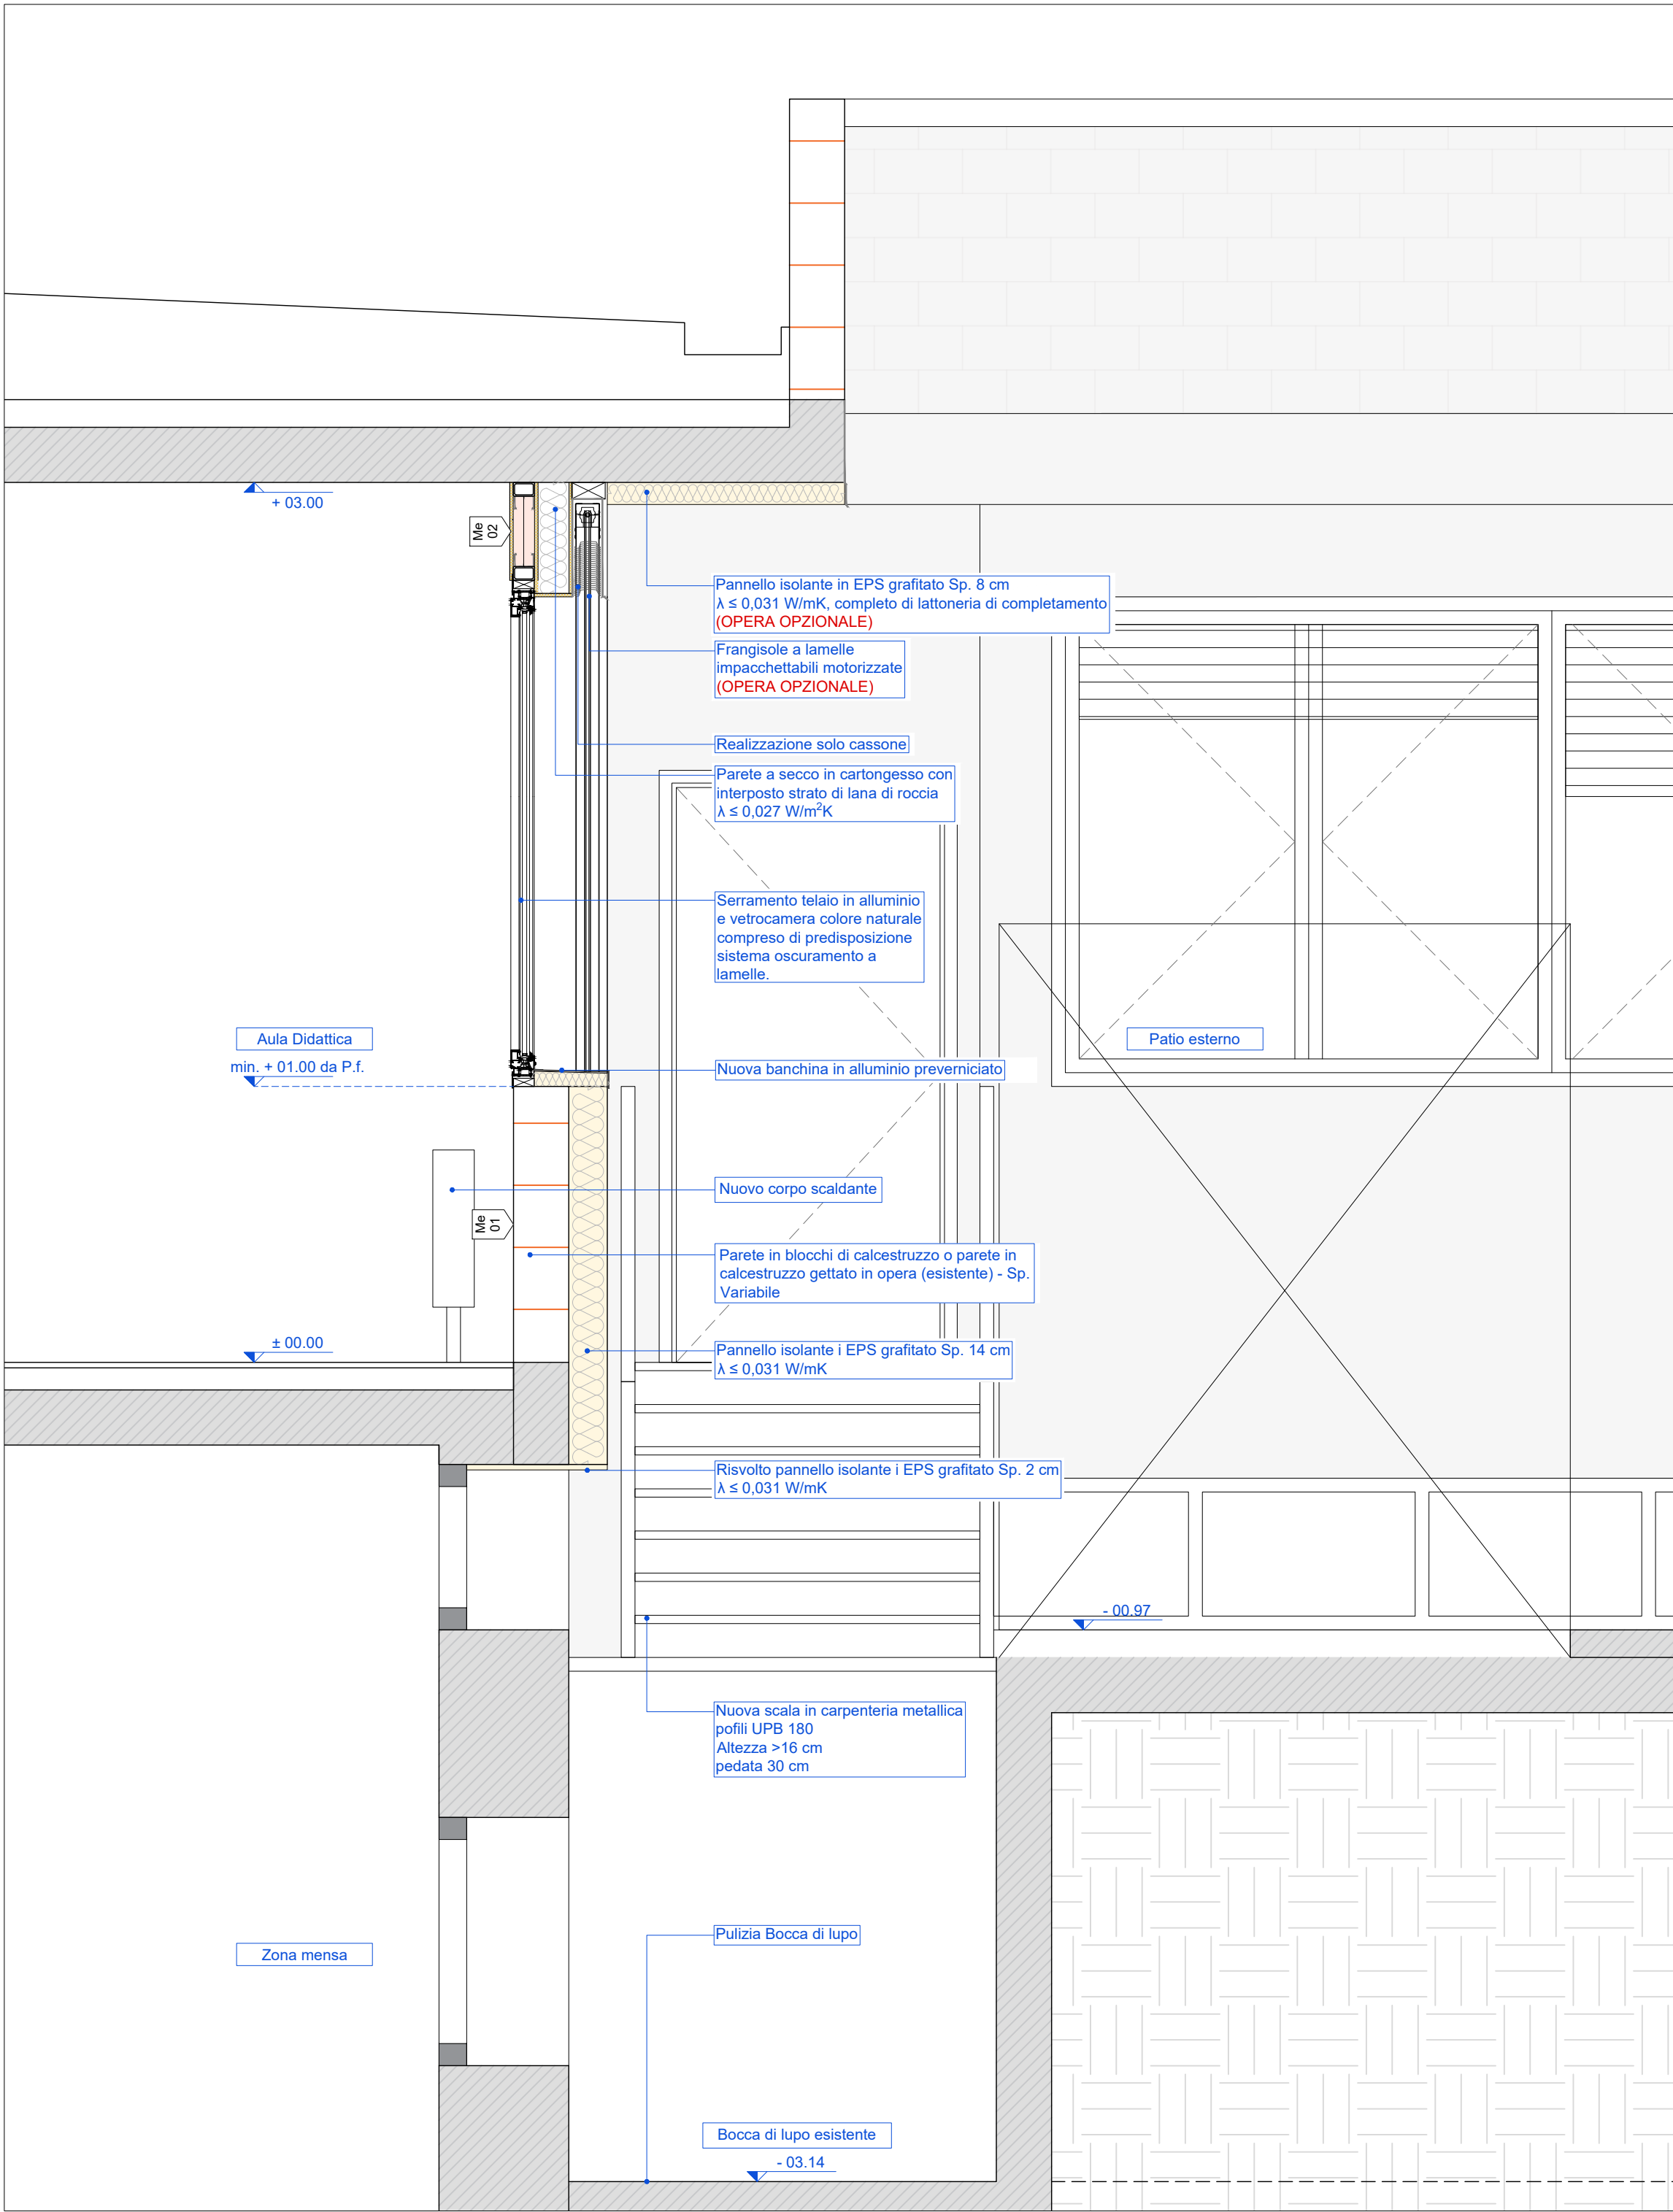 + 03.00
Me
02
Pannello isolante in EPS grafitato Sp. 8 cm
λ ≤ 0,031 W/mK, completo di lattoneria di completamento
(OPERA OPZIONALE)
Frangisole a lamelle
impacchettabili motorizzate
(OPERA OPZIONALE)
Realizzazione solo cassone
Parete a secco in cartongesso con
interposto strato di lana di roccia
λ ≤ 0,027 W/m²K
Serramento telaio in alluminio
e vetrocamera colore naturale
compreso di predisposizione
sistema oscuramento a
lamelle.
Aula Didattica
Patio esterno
min. + 01.00 da P.f.
Nuova banchina in alluminio preverniciato
Nuovo corpo scaldante
Me
01
Parete in blocchi di calcestruzzo o parete in
calcestruzzo gettato in opera (esistente) - Sp.
Variabile
± 00.00
Pannello isolante i EPS grafitato Sp. 14 cm
λ ≤ 0,031 W/mK
Risvolto pannello isolante i EPS grafitato Sp. 2 cm
λ ≤ 0,031 W/mK
- 00.97
Nuova scala in carpenteria metallica
pofili UPB 180
Altezza >16 cm
pedata 30 cm
Pulizia Bocca di lupo
Zona mensa
Bocca di lupo esistente
- 03.14